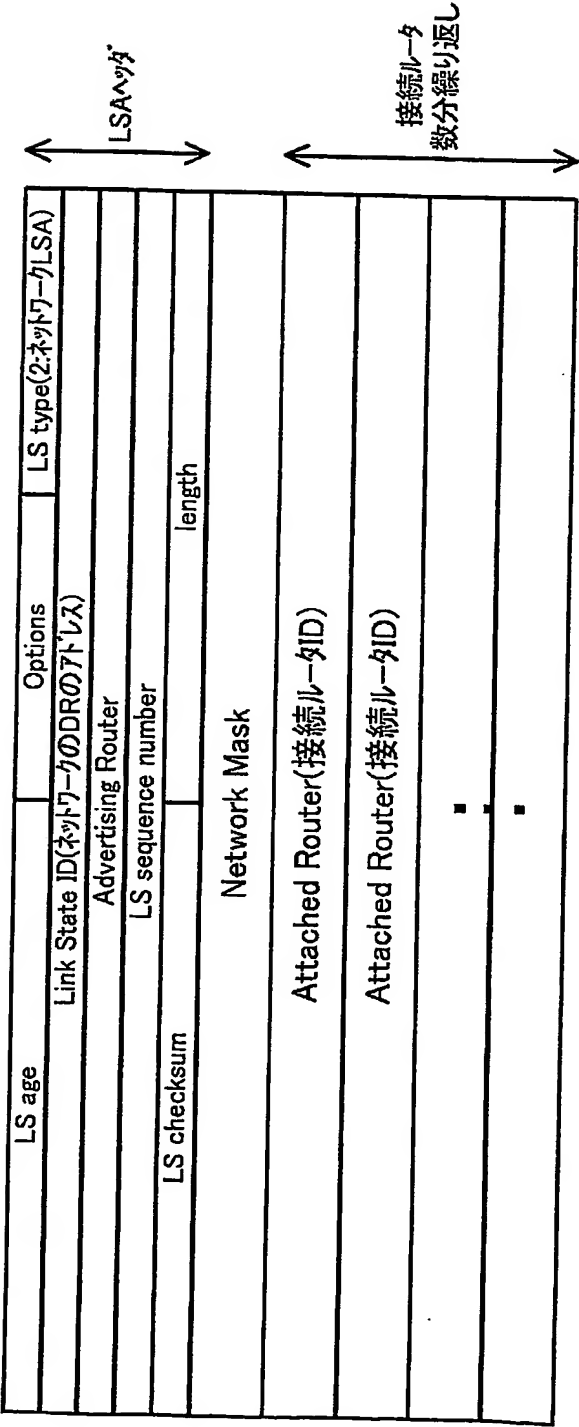 LS age
Options
LS type(2:ネットワークLSA)
Link State ID(ネットワークのDRのアドレス)
Advertising Router
LS sequence number
LS checksum
length
Network Mask
Attached Router(接続ルータID)
Attached Router(接続ルータID)
LSAヘッダ
接続ルータ
数分繰り返し